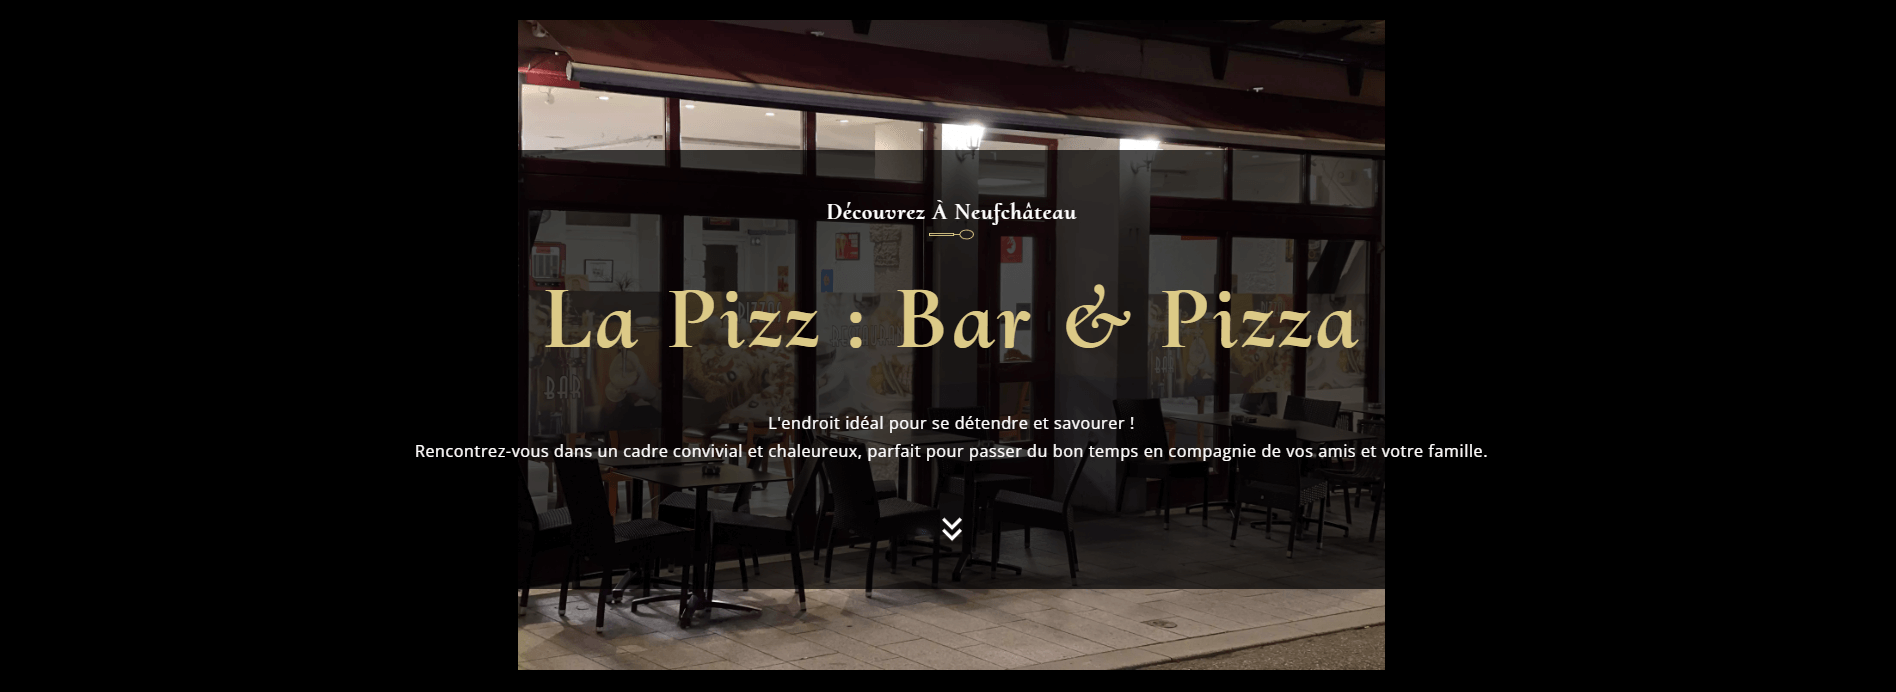 Découvrez À Neufchâteau
La Pizz : Bar & Pizza
BAR
L'endroit idéal pour se détendre et savourer !
Rencontrez-vous dans un cadre convivial et chaleureux, parfait pour passer du bon temps en compagnie de vos amis et votre famille.